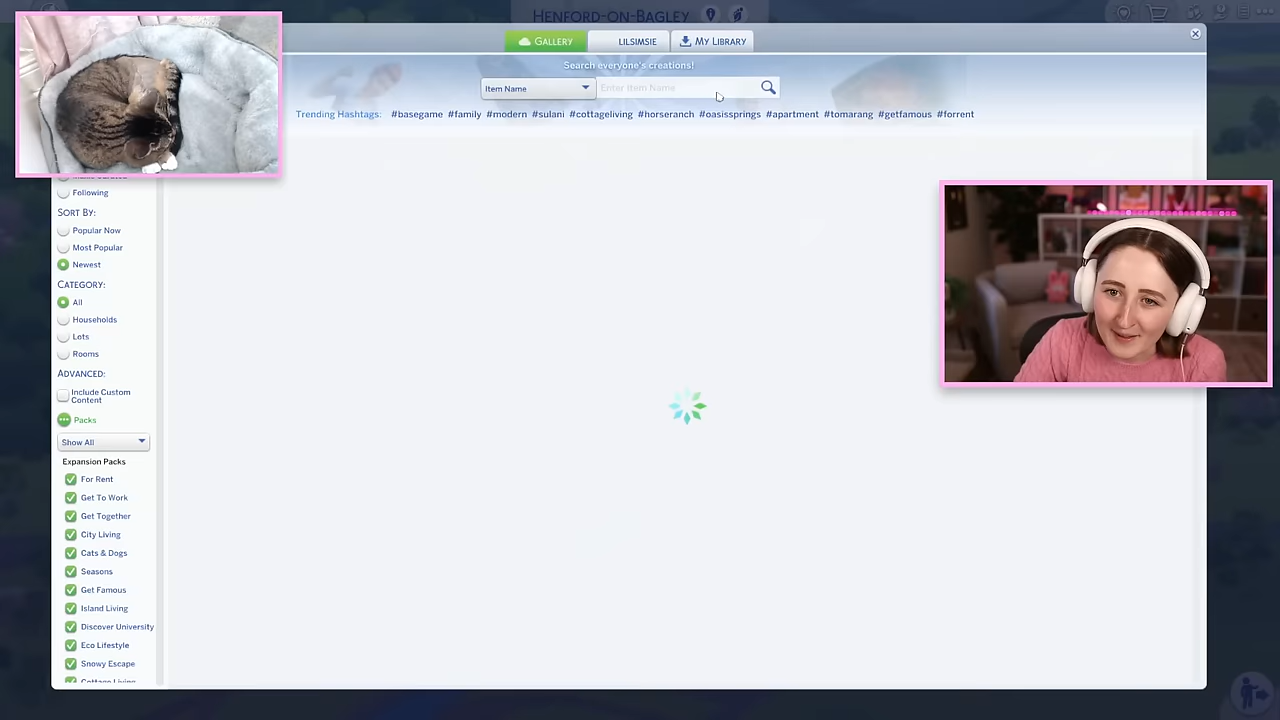 HENFORD-ON-BAGLEY
GALLERY
LILSIMSIE
MY LIBRARY
Search everyone's creations!
Item Name
Enter Item Name
Trending Hashtags: #basegame #family #modern #sulani #cottageliving #horseranch #oasissprings #apartment #tomarang #getfamous #forrent
Following
SORT BY:
Popular Now
Most Popular
Newest
CATEGORY:
All
Households
Lots
Rooms
ADVANCED:
Include Custom
Content
Packs
Show All
Expansion Packs
For Rent
Get To Work
Get Together
City Living
Cats & Dogs
Seasons
Get Famous
Island Living
Discover University
Eco Lifestyle
Snowy Escape
Cottage Living